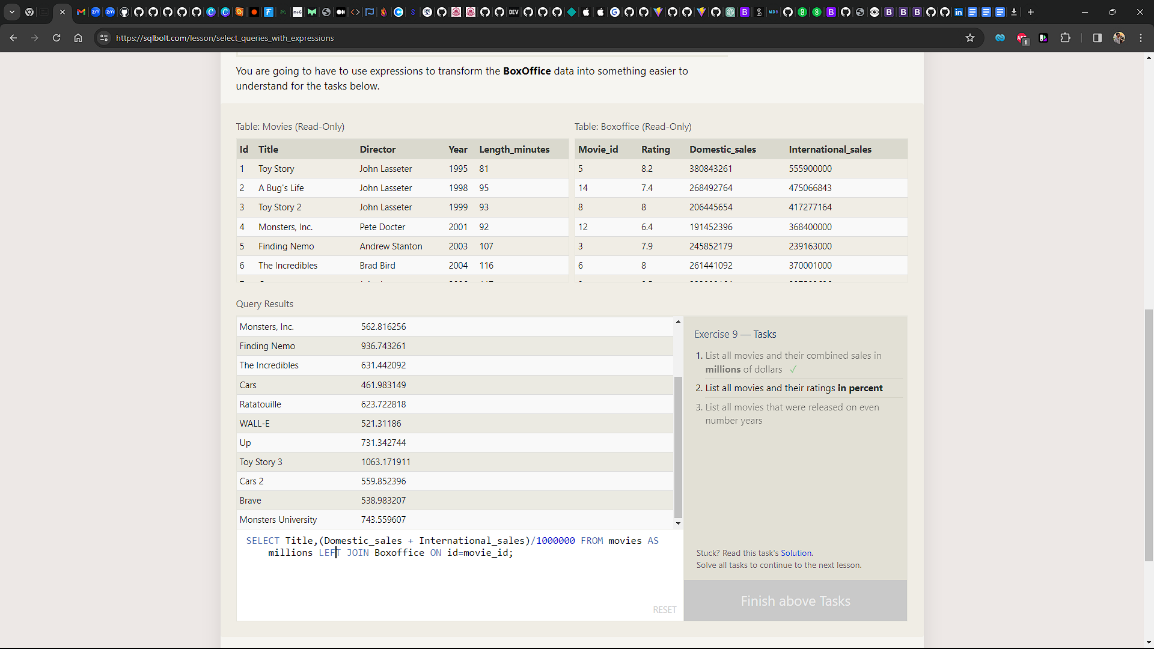 https://sqlbolt.com/lesson/select_queries_with_expressions
You are going to have to use expressions to transform the BoxOffice data into something easier to
understand for the tasks below.
Table: Movies (Read-Only)
Id Title Director Year Length_minutes
1 Toy Story John Lasseter 1995 81
2 A Bug's Life John Lasseter 1998 95
3 Toy Story 2 John Lasseter 1999 93
4 Monsters, Inc. Pete Docter 2001 92
5 Finding Nemo Andrew Stanton 2003 107
6 The Incredibles Brad Bird 2004 116
Table: Boxoffice (Read-Only)
Movie_id Rating Domestic_sales International_sales
5 8.2 380843261 555900000
14 7.4 268492764 475066843
8 8 206445654 417277164
12 6.4 191452396 368400000
3 7.9 245852179 239163000
6 8 261441092 370001000
Query Results
Monsters, Inc. 562.816256
Finding Nemo 936.743261
The Incredibles 631.442092
Cars 461.983149
Ratatouille 623.722818
WALL-E 521.31186
Up 731.342744
Toy Story 3 1063.171911
Cars 2 559.852396
Brave 538.983207
Monsters University 743.559607
SELECT Title,(Domestic_sales + International_sales)/1000000 FROM movies AS
millions LEFT JOIN Boxoffice ON id=movie_id;
RESET
Exercise 9 — Tasks
1. List all movies and their combined sales in
millions of dollars ✓
2. List all movies and their ratings in percent
3. List all movies that were released on even
number years
Stuck? Read this task's Solution.
Solve all tasks to continue to the next lesson.
Finish above Tasks